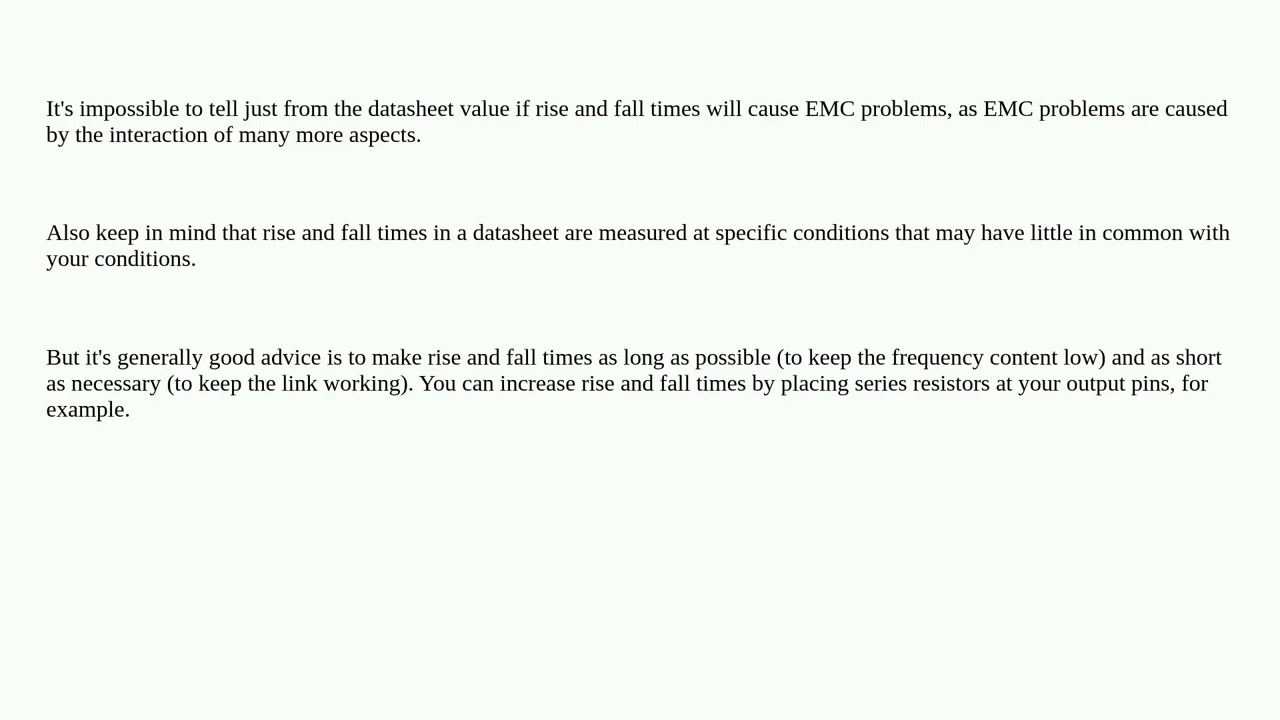 It's impossible to tell just from the datasheet value if rise and fall times will cause EMC problems, as EMC problems are caused
by the interaction of many more aspects.
Also keep in mind that rise and fall times in a datasheet are measured at specific conditions that may have little in common with
your conditions.
But it's generally good advice is to make rise and fall times as long as possible (to keep the frequency content low) and as short
as necessary (to keep the link working). You can increase rise and fall times by placing series resistors at your output pins, for
example.